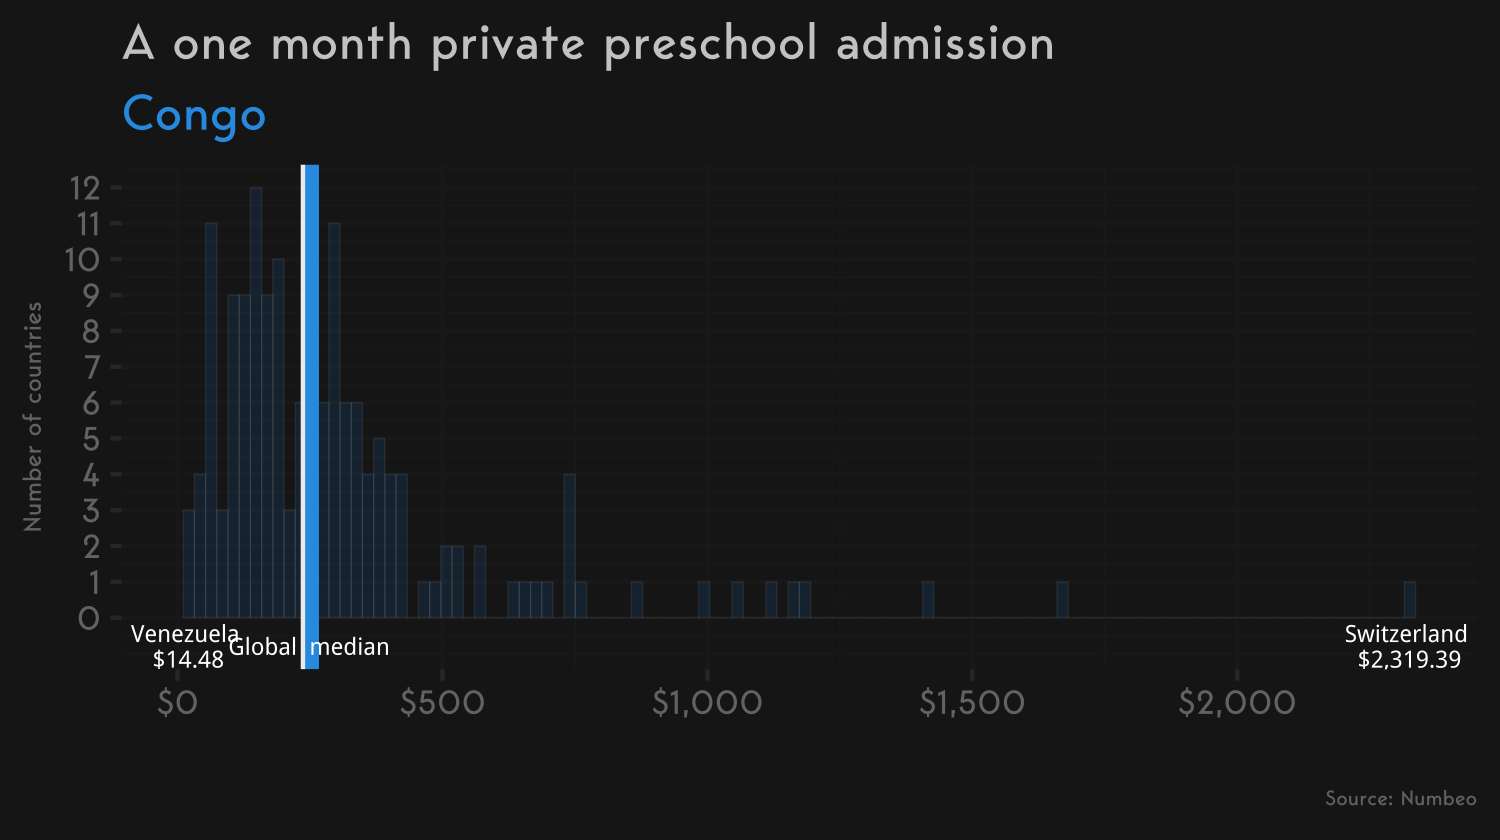 A one month private preschool admission
Congo
Number of countries
12
11
10
9
8
7
6
5
4
3
2
1
0
Venezuela
$14.48
Global median
Switzerland
$2,319.39
$0
$500
$1,000
$1,500
$2,000
Source: Numbeo